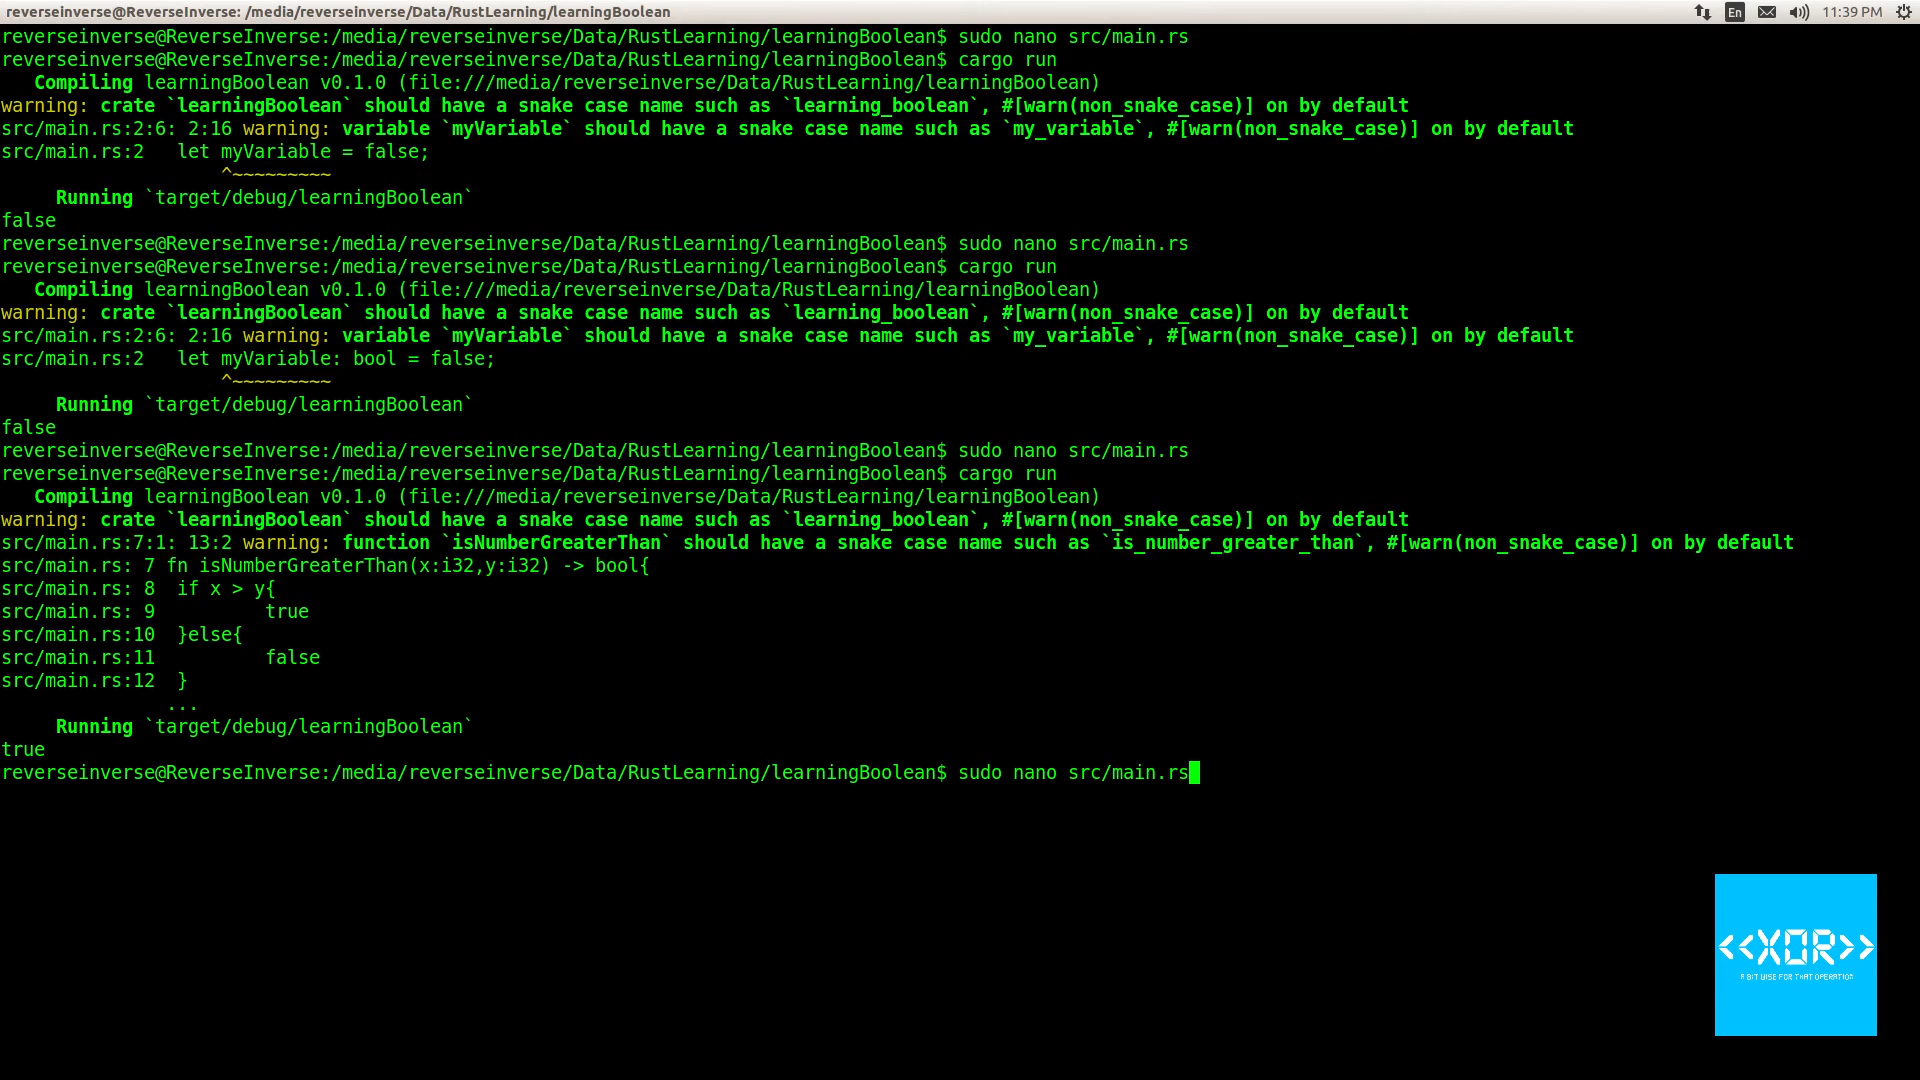 reverseinverse@ReverseInverse: /media/reverseinverse/Data/RustLearning/learningBoolean
En
11:39 PM
reverseinverse@ReverseInverse:/media/reverseinverse/Data/RustLearning/learningBoolean$ sudo nano src/main.rs
reverseinverse@ReverseInverse:/media/reverseinverse/Data/RustLearning/learningBoolean$ cargo run
   Compiling learningBoolean v0.1.0 (file:///media/reverseinverse/Data/RustLearning/learningBoolean)
warning: crate `learningBoolean` should have a snake case name such as `learning_boolean`, #[warn(non_snake_case)] on by default
src/main.rs:2:6: 2:16 warning: variable `myVariable` should have a snake case name such as `my_variable`, #[warn(non_snake_case)] on by default
src/main.rs:2   let myVariable = false;
                    ^~~~~~~~~~
     Running `target/debug/learningBoolean`
false
reverseinverse@ReverseInverse:/media/reverseinverse/Data/RustLearning/learningBoolean$ sudo nano src/main.rs
reverseinverse@ReverseInverse:/media/reverseinverse/Data/RustLearning/learningBoolean$ cargo run
   Compiling learningBoolean v0.1.0 (file:///media/reverseinverse/Data/RustLearning/learningBoolean)
warning: crate `learningBoolean` should have a snake case name such as `learning_boolean`, #[warn(non_snake_case)] on by default
src/main.rs:2:6: 2:16 warning: variable `myVariable` should have a snake case name such as `my_variable`, #[warn(non_snake_case)] on by default
src/main.rs:2   let myVariable: bool = false;
                    ^~~~~~~~~~
     Running `target/debug/learningBoolean`
false
reverseinverse@ReverseInverse:/media/reverseinverse/Data/RustLearning/learningBoolean$ sudo nano src/main.rs
reverseinverse@ReverseInverse:/media/reverseinverse/Data/RustLearning/learningBoolean$ cargo run
   Compiling learningBoolean v0.1.0 (file:///media/reverseinverse/Data/RustLearning/learningBoolean)
warning: crate `learningBoolean` should have a snake case name such as `learning_boolean`, #[warn(non_snake_case)] on by default
src/main.rs:7:1: 13:2 warning: function `isNumberGreaterThan` should have a snake case name such as `is_number_greater_than`, #[warn(non_snake_case)] on by default
src/main.rs: 7 fn isNumberGreaterThan(x:i32,y:i32) -> bool{
src/main.rs: 8  if x > y{
src/main.rs: 9          true
src/main.rs:10  }else{
src/main.rs:11          false
src/main.rs:12  }
               ...
     Running `target/debug/learningBoolean`
true
reverseinverse@ReverseInverse:/media/reverseinverse/Data/RustLearning/learningBoolean$ sudo nano src/main.rs
<<XOR>>
A BIT WISE FOR THAT OPERATION